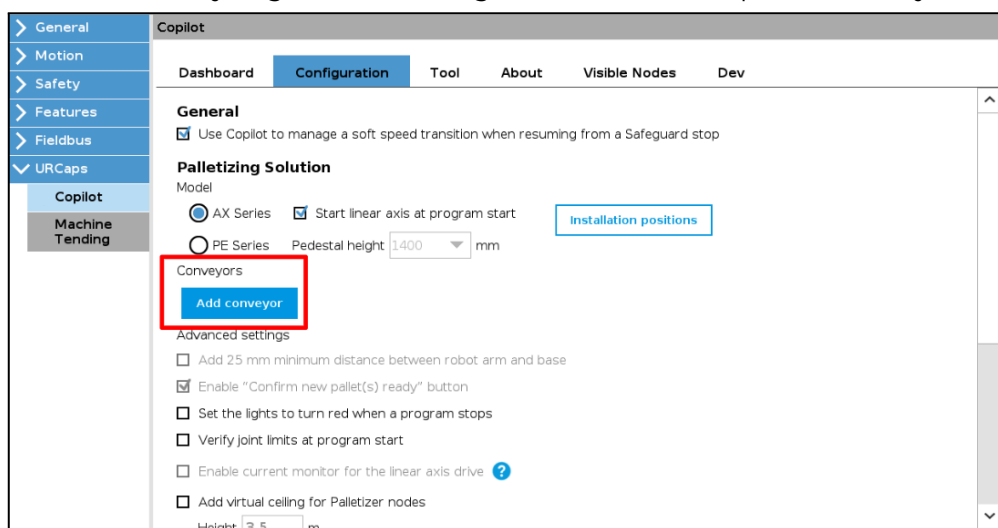 General
Motion
Safety
Features
Fieldbus
URCaps
Copilot
Machine
Tending
Copilot
Dashboard Configuration Tool About Visible Nodes Dev
General
Use Copilot to manage a soft speed transition when resuming from a Safeguard stop
Palletizing Solution
Model
AX Series Start linear axis at program start Installation positions
PE Series Pedestal height 1400 mm
Conveyors
Add conveyor
Advanced settings
Add 25 mm minimum distance between robot arm and base
Enable "Confirm new pallet(s) ready" button
Set the lights to turn red when a program stops
Verify joint limits at program start
Enable current monitor for the linear axis drive ?
Add virtual ceiling for Palletizer nodes
Height 3.5 m